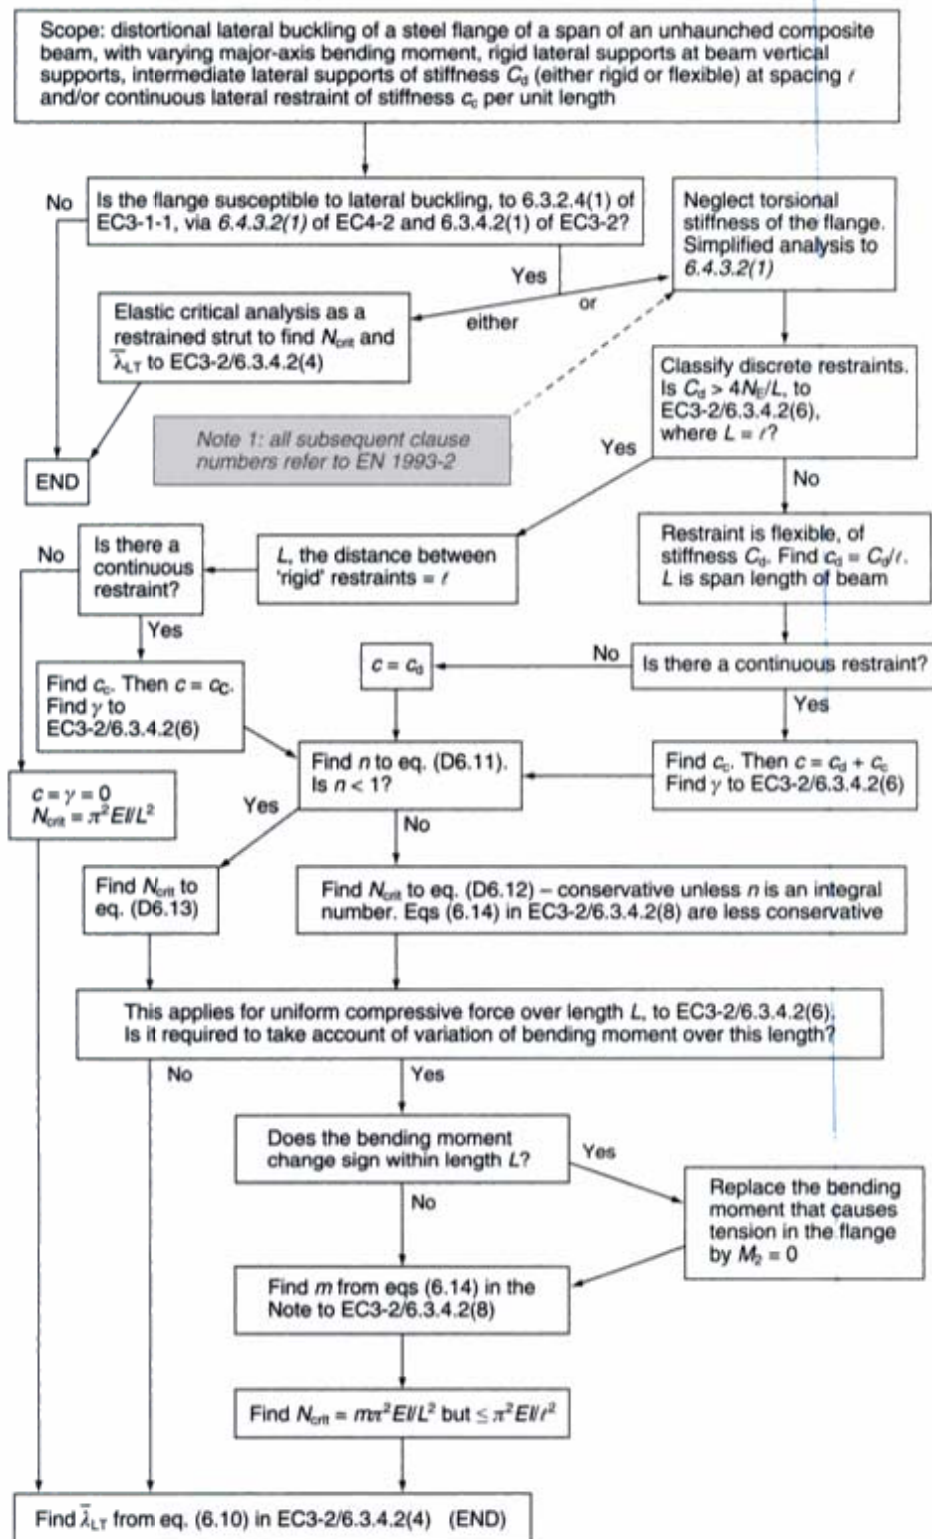 Scope: distortional lateral buckling of a steel flange of a span of an unhaunched composite
beam, with varying major-axis bending moment, rigid lateral supports at beam vertical
supports, intermediate lateral supports of stiffness C_d (either rigid or flexible) at spacing ℓ
and/or continuous lateral restraint of stiffness c_c per unit length
No
Is the flange susceptible to lateral buckling, to 6.3.2.4(1) of
EC3-1-1, via 6.4.3.2(1) of EC4-2 and 6.3.4.2(1) of EC3-2?
Neglect torsional
stiffness of the flange.
Simplified analysis to
6.4.3.2(1)
Yes
either
or
Elastic critical analysis as a
restrained strut to find N_crit and
λ̅_LT to EC3-2/6.3.4.2(4)
Classify discrete restraints.
Is C_d > 4N_E/L, to
EC3-2/6.3.4.2(6),
where L = ℓ?
Note 1: all subsequent clause
numbers refer to EN 1993-2
END
Yes
No
No
Is there a
continuous
restraint?
L, the distance between
'rigid' restraints = ℓ
Restraint is flexible, of
stiffness C_d. Find c_d = C_d/ℓ.
L is span length of beam
Yes
c = c_d
No
Is there a continuous restraint?
Find c_c. Then c = c_C.
Find γ to
EC3-2/6.3.4.2(6)
Yes
Find n to eq. (D6.11).
Is n < 1?
Find c_c. Then c = c_d + c_c
Find γ to EC3-2/6.3.4.2(6)
c = γ = 0
N_crit = π²EI/L²
Yes
No
Find N_crit to
eq. (D6.13)
Find N_crit to eq. (D6.12) – conservative unless n is an integral
number. Eqs (6.14) in EC3-2/6.3.4.2(8) are less conservative
This applies for uniform compressive force over length L, to EC3-2/6.3.4.2(6).
Is it required to take account of variation of bending moment over this length?
No
Yes
Does the bending moment
change sign within length L?
Yes
No
Replace the bending
moment that causes
tension in the flange
by M₂ = 0
Find m from eqs (6.14) in the
Note to EC3-2/6.3.4.2(8)
Find N_crit = mπ²EI/L² but ≤ π²EI/ℓ²
Find λ̅_LT from eq. (6.10) in EC3-2/6.3.4.2(4) (END)